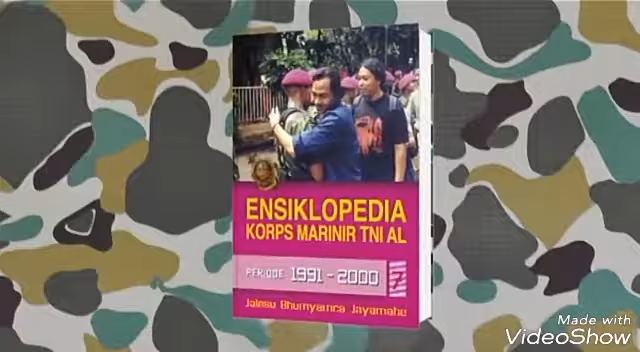 ENSIKLOPEDIA
KORPS MARINIR TNI AL
PERIODE 1991 - 2000
Jalesu Bhumyamca Jayamahe
Made with
VideoShow